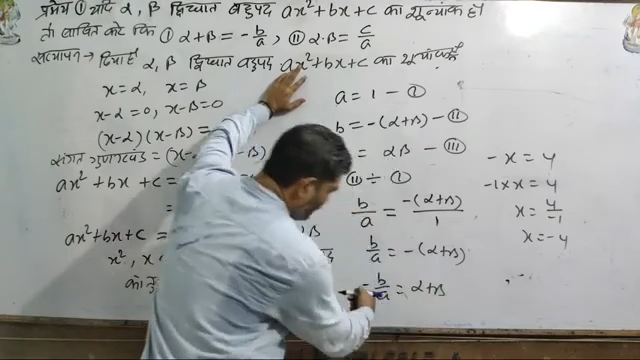 प्रमेय ① यदि α, β द्विघात बहुपद ax²+bx+c का शून्यांक हो
तो साबित करें कि ① α+β = -b/a, ② α.β = c/a
सत्यापन → दिया है α, β द्विघात बहुपद ax²+bx+c का शून्यांक है
x = α, x = β
x-α = 0, x-β = 0
(x-α)(x-β) =
संगत गुणनखंड = (x- -β)
ax² + bx + c =
=
ax²+bx+c = β
x², x
को
a = 1 - ①
b = -(α+β) - ②
= αβ - ③
② ÷ ①
b/a = -(α+β)/1
b/a = -(α+β)
-b/a = α+β
-x = 4
-1×x = 4
x = 4/-1
x = -4